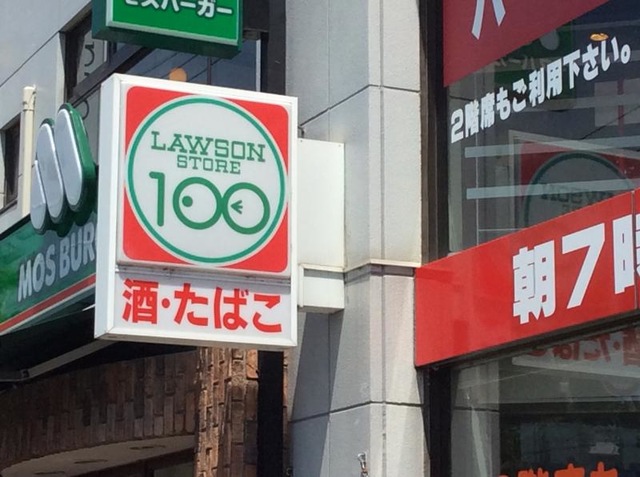 モスバーガー
LAWSON
STORE
100
酒・たばこ
MOS BUR
2階席もご利用下さい。
朝7時